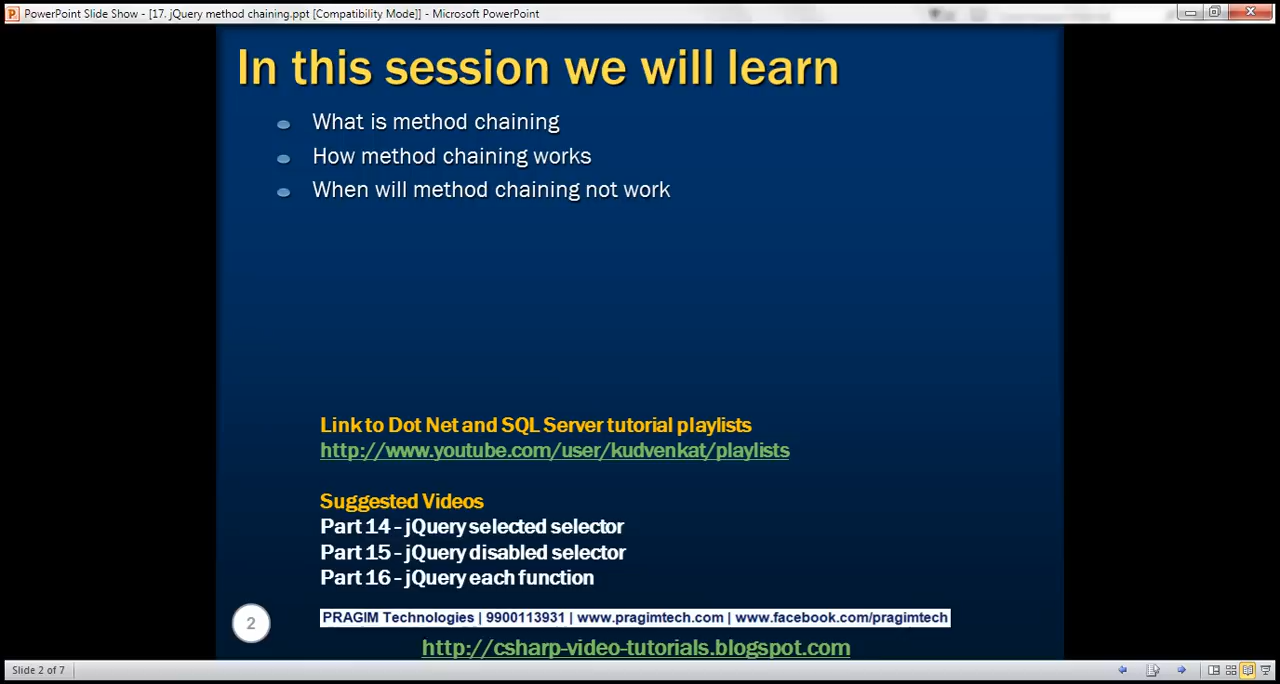 PowerPoint Slide Show - [17. jQuery method chaining.ppt [Compatibility Mode]] - Microsoft PowerPoint
In this session we will learn
What is method chaining
How method chaining works
When will method chaining not work
Link to Dot Net and SQL Server tutorial playlists
http://www.youtube.com/user/kudvenkat/playlists
Suggested Videos
Part 14 - jQuery selected selector
Part 15 - jQuery disabled selector
Part 16 - jQuery each function
2
PRAGIM Technologies | 9900113931 | www.pragimtech.com | www.facebook.com/pragimtech
http://csharp-video-tutorials.blogspot.com
Slide 2 of 7